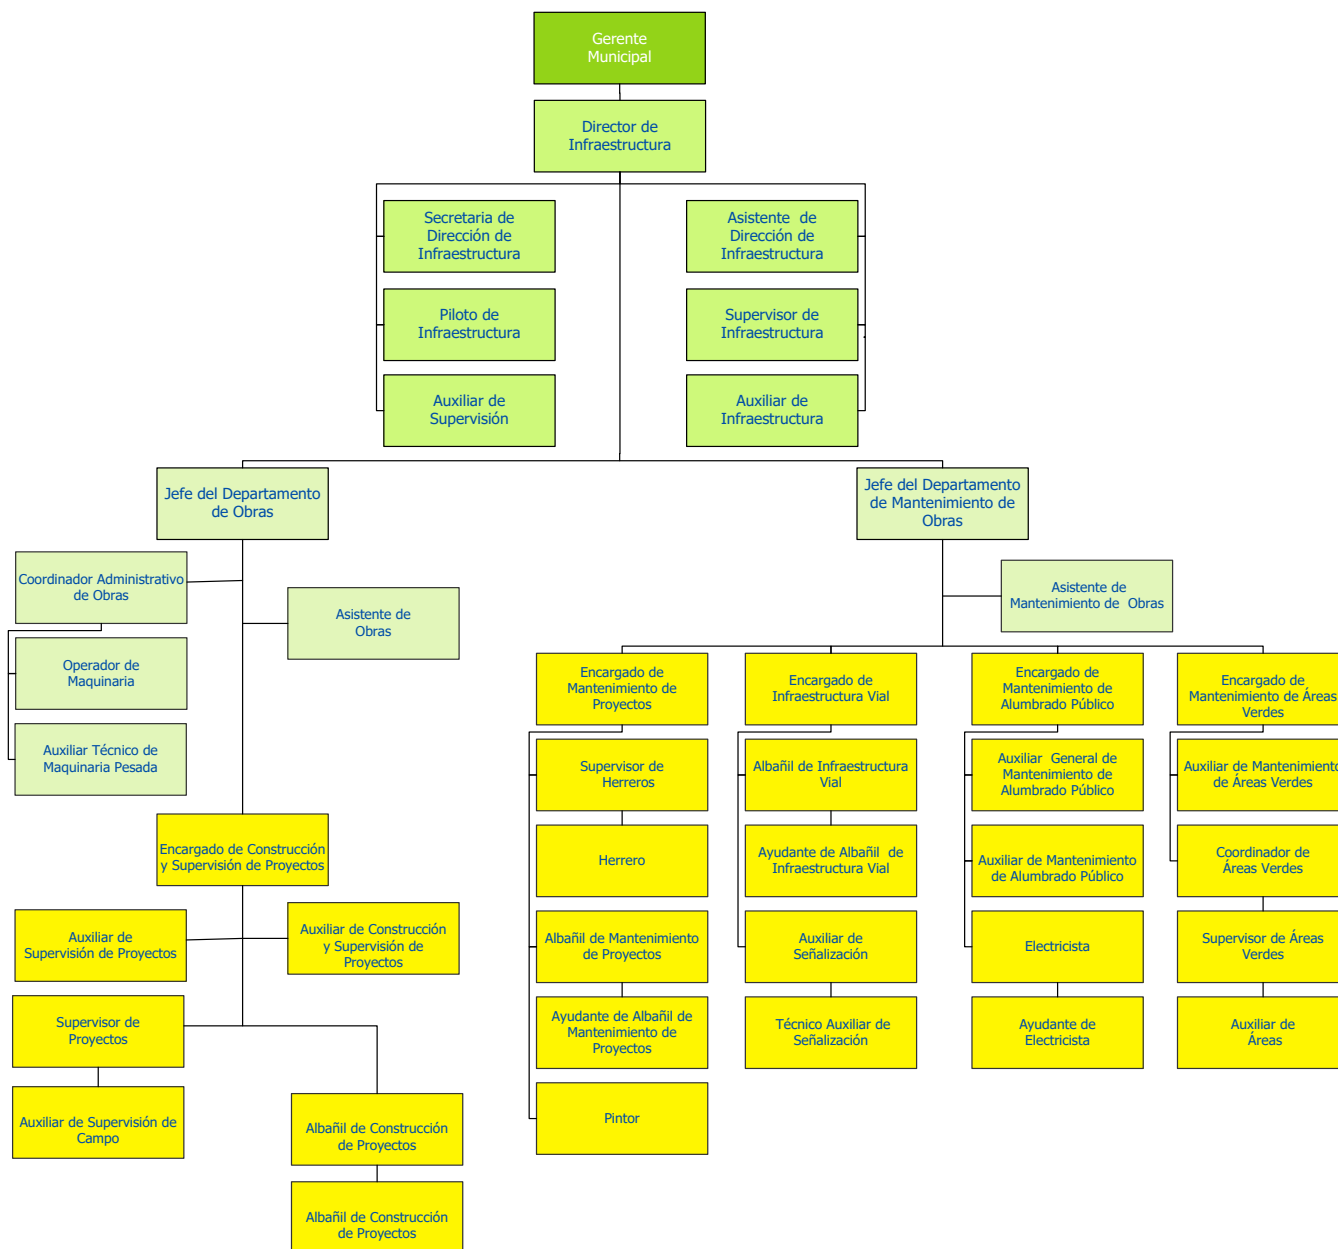 Gerente
Municipal
Director de
Infraestructura
Secretaria de
Dirección de
Infraestructura
Asistente de
Dirección de
Infraestructura
Piloto de
Infraestructura
Supervisor de
Infraestructura
Auxiliar de
Supervisión
Auxiliar de
Infraestructura
Jefe del Departamento
de Obras
Jefe del Departamento
de Mantenimiento de
Obras
Coordinador Administrativo
de Obras
Asistente de
Obras
Operador de
Maquinaria
Auxiliar Técnico de
Maquinaria Pesada
Encargado de Construcción
y Supervisión de Proyectos
Auxiliar de
Supervisión de Proyectos
Auxiliar de Construcción
y Supervisión de
Proyectos
Supervisor de
Proyectos
Auxiliar de Supervisión de
Campo
Albañil de Construcción
de Proyectos
Albañil de Construcción
de Proyectos
Asistente de
Mantenimiento de Obras
Encargado de
Mantenimiento de
Proyectos
Supervisor de
Herreros
Herrero
Albañil de Mantenimiento
de Proyectos
Ayudante de Albañil de
Mantenimiento de
Proyectos
Pintor
Encargado de
Infraestructura Vial
Albañil de Infraestructura
Vial
Ayudante de Albañil de
Infraestructura Vial
Auxiliar de
Señalización
Técnico Auxiliar de
Señalización
Encargado de
Mantenimiento de
Alumbrado Público
Auxiliar General de
Mantenimiento de
Alumbrado Público
Auxiliar de Mantenimiento
de Alumbrado Público
Electricista
Ayudante de
Electricista
Encargado de
Mantenimiento de Áreas
Verdes
Auxiliar de Mantenimiento
de Áreas Verdes
Coordinador de
Áreas Verdes
Supervisor de Áreas
Verdes
Auxiliar de
Áreas